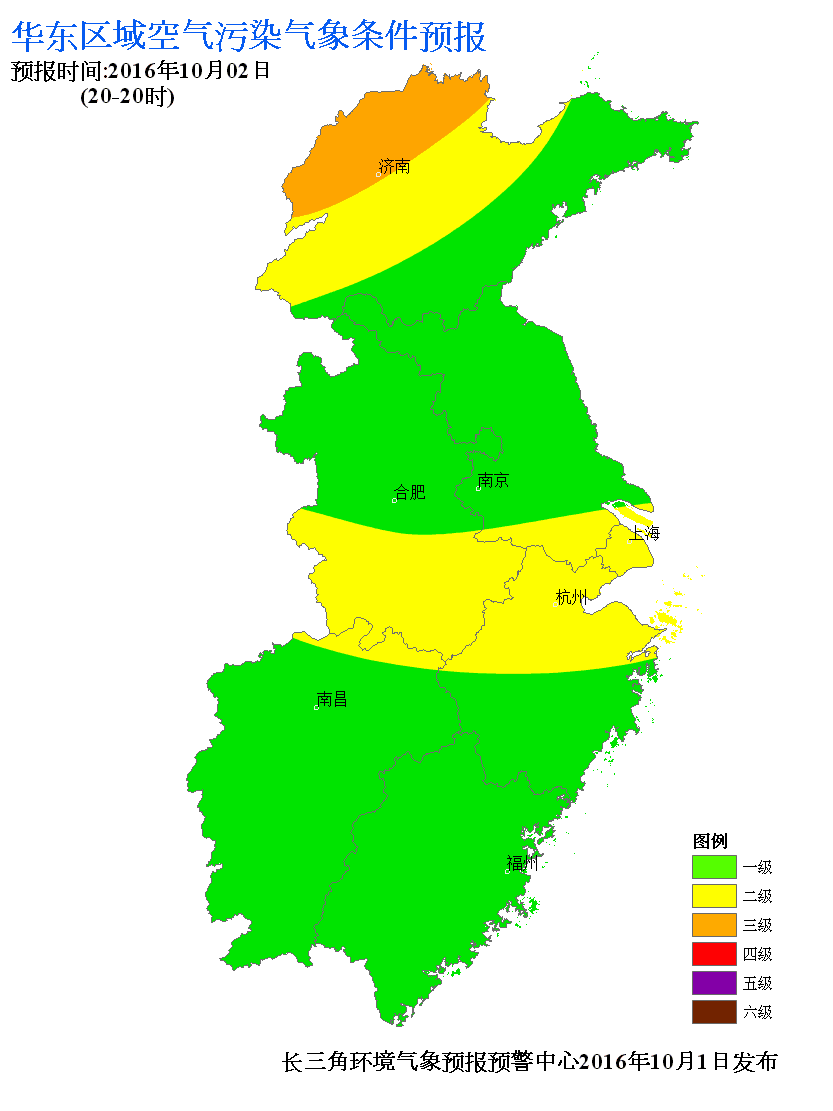 华东区域空气污染气象条件预报
预报时间:2016年10月02日
(20-20时)
济南
合肥
南京
上海
杭州
南昌
福州
图例
一级
二级
三级
四级
五级
六级
长三角环境气象预报预警中心2016年10月1日发布